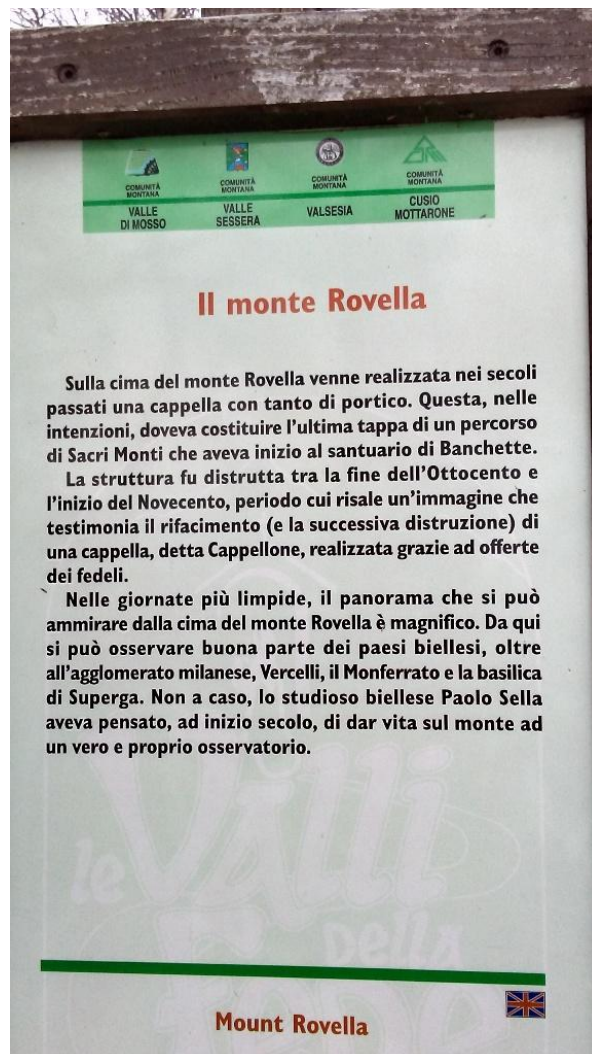 COMUNITÀ MONTANA
COMUNITÀ MONTANA
COMUNITÀ MONTANA
COMUNITÀ MONTANA
VALLE DI MOSSO
VALLE SESSERA
VALSESIA
CUSIO MOTTARONE
Il monte Rovella
Sulla cima del monte Rovella venne realizzata nei secoli
passati una cappella con tanto di portico. Questa, nelle
intenzioni, doveva costituire l'ultima tappa di un percorso
di Sacri Monti che aveva inizio al santuario di Banchette.
La struttura fu distrutta tra la fine dell'Ottocento e
l'inizio del Novecento, periodo cui risale un'immagine che
testimonia il rifacimento (e la successiva distruzione) di
una cappella, detta Cappellone, realizzata grazie ad offerte
dei fedeli.
Nelle giornate più limpide, il panorama che si può
ammirare dalla cima del monte Rovella è magnifico. Da qui
si può osservare buona parte dei paesi biellesi, oltre
all'agglomerato milanese, Vercelli, il Monferrato e la basilica
di Superga. Non a caso, lo studioso biellese Paolo Sella
aveva pensato, ad inizio secolo, di dar vita sul monte ad
un vero e proprio osservatorio.
le Valli
della
Fede
Mount Rovella